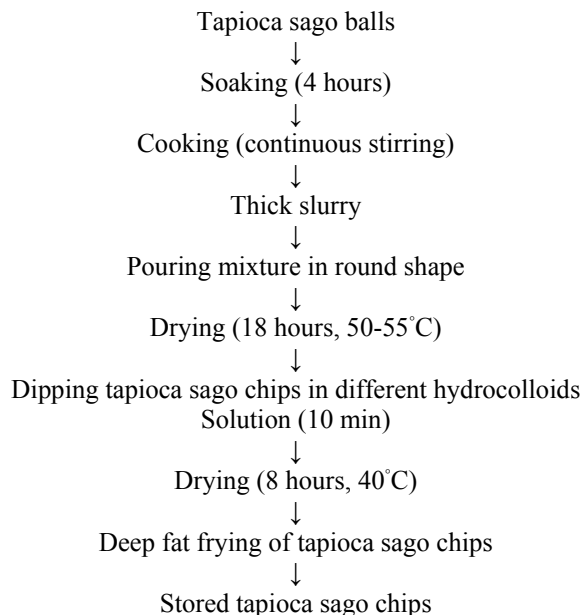 Tapioca sago balls
↓
Soaking (4 hours)
↓
Cooking (continuous stirring)
↓
Thick slurry
↓
Pouring mixture in round shape
↓
Drying (18 hours, 50-55°C)
↓
Dipping tapioca sago chips in different hydrocolloids
Solution (10 min)
↓
Drying (8 hours, 40°C)
↓
Deep fat frying of tapioca sago chips
↓
Stored tapioca sago chips